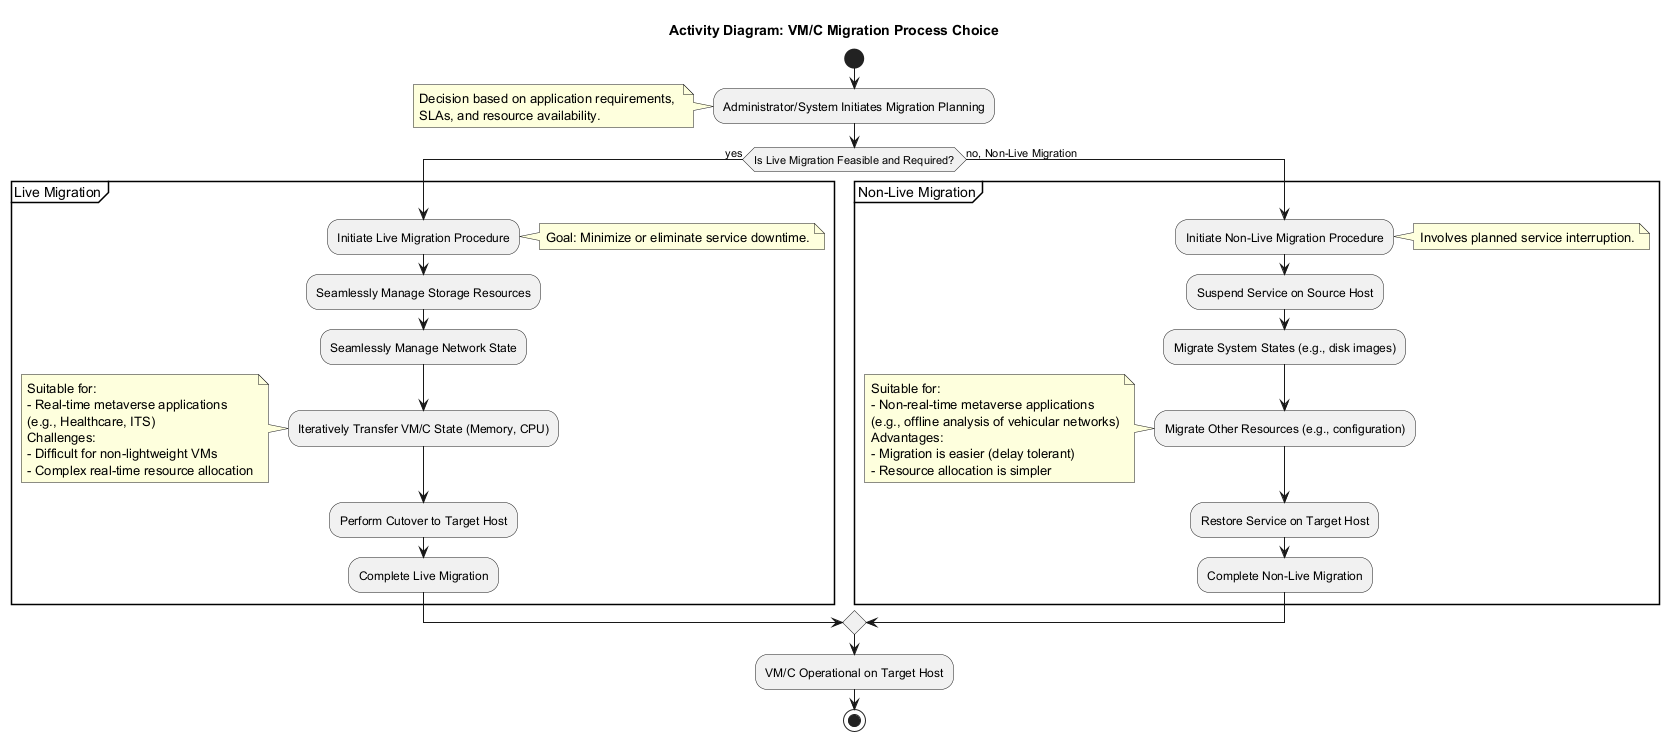 Activity Diagram: VM/C Migration Process Choice
Decision based on application requirements,
SLAs, and resource availability.
Administrator/System Initiates Migration Planning
yes
Is Live Migration Feasible and Required?
no, Non-Live Migration
Live Migration
Initiate Live Migration Procedure
Goal: Minimize or eliminate service downtime.
Seamlessly Manage Storage Resources
Seamlessly Manage Network State
Suitable for:
- Real-time metaverse applications
(e.g., Healthcare, ITS)
Challenges:
- Difficult for non-lightweight VMs
- Complex real-time resource allocation
Iteratively Transfer VM/C State (Memory, CPU)
Perform Cutover to Target Host
Complete Live Migration
Non-Live Migration
Initiate Non-Live Migration Procedure
Involves planned service interruption.
Suspend Service on Source Host
Migrate System States (e.g., disk images)
Suitable for:
- Non-real-time metaverse applications
(e.g., offline analysis of vehicular networks)
Advantages:
- Migration is easier (delay tolerant)
- Resource allocation is simpler
Migrate Other Resources (e.g., configuration)
Restore Service on Target Host
Complete Non-Live Migration
VM/C Operational on Target Host